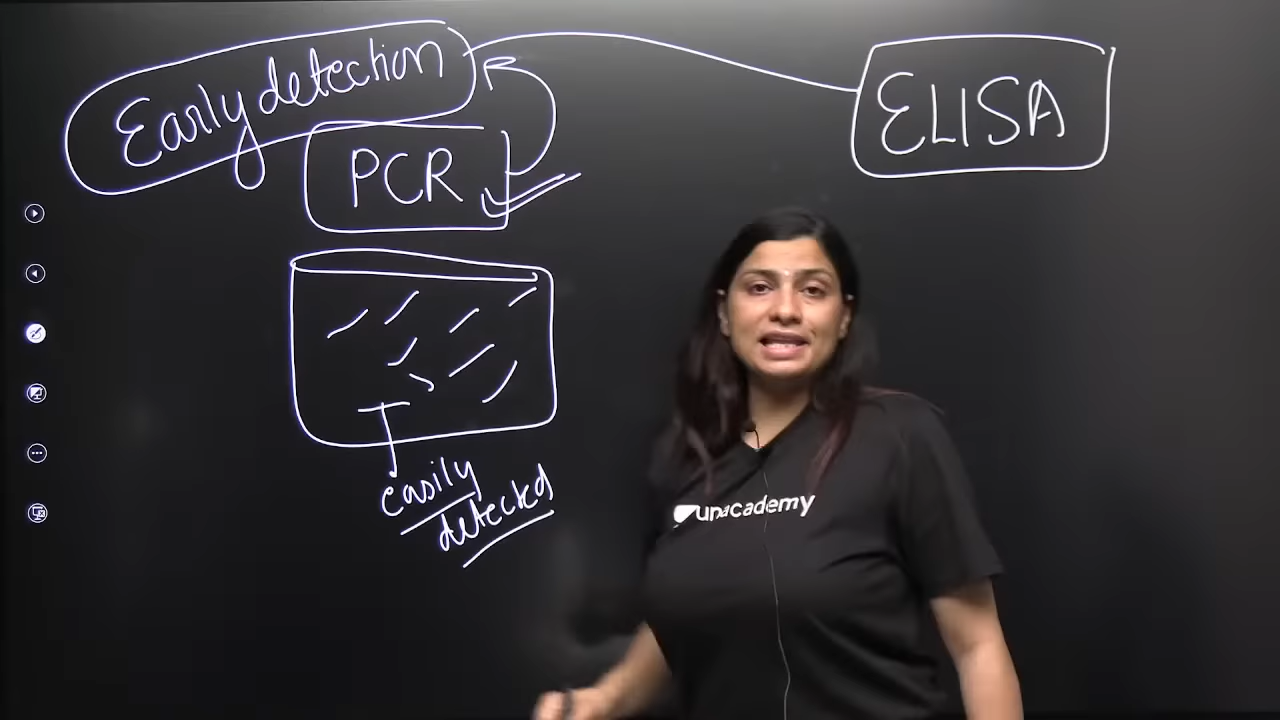 Early detection
ELISA
PCR
easily
detected
unacademy